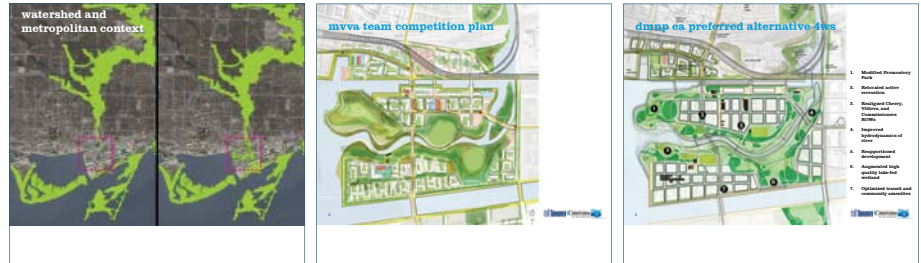 watershed and
metropolitan context
mvva team competition plan
dmnp ea preferred alternative 4ws
1. Modified Promontory
Park
2. Relocated active
recreation
3. Realigned Cherry,
Villiers, and
Commissioners
ROWs
4. Improved
hydrodynamics of
river
5. Reapportioned
development
6. Augmented high
quality lake-fed
wetland
7. Optimized transit and
community amenities